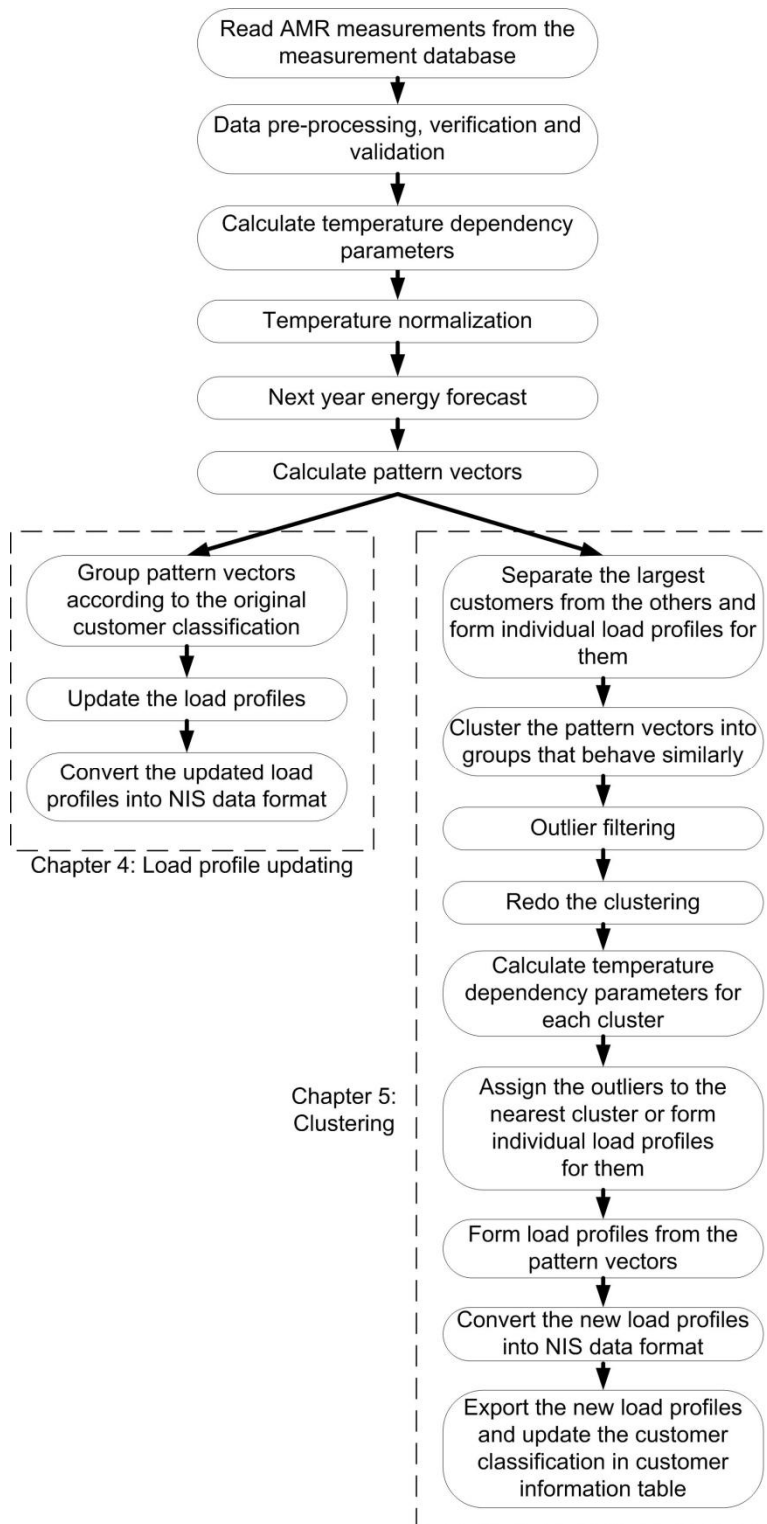 Read AMR measurements from the
measurement database
Data pre-processing, verification and
validation
Calculate temperature dependency
parameters
Temperature normalization
Next year energy forecast
Calculate pattern vectors
Group pattern vectors
according to the original
customer classification
Update the load profiles
Convert the updated load
profiles into NIS data format
Chapter 4: Load profile updating
Separate the largest
customers from the others and
form individual load profiles for
them
Cluster the pattern vectors into
groups that behave similarly
Outlier filtering
Redo the clustering
Calculate temperature
dependency parameters for
each cluster
Chapter 5:
Clustering
Assign the outliers to the
nearest cluster or form
individual load profiles
for them
Form load profiles from the
pattern vectors
Convert the new load profiles
into NIS data format
Export the new load profiles
and update the customer
classification in customer
information table